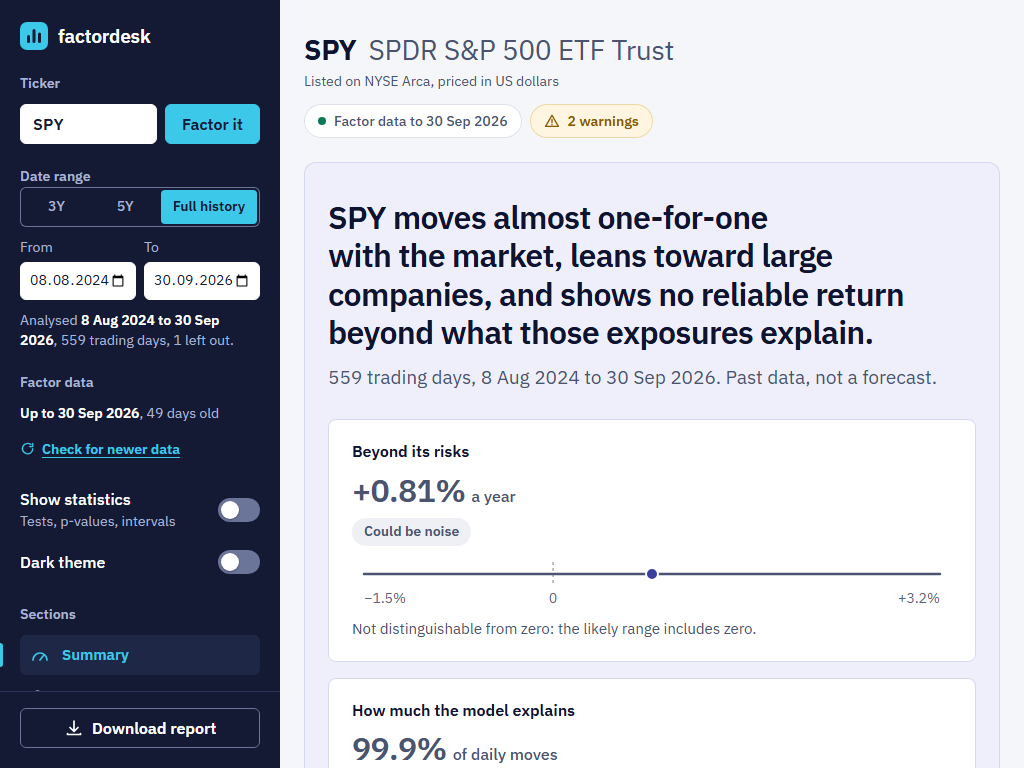 factordesk
Ticker
SPY
Factor it
Date range
3Y
5Y
Full history
From
To
08.08.2024
30.09.2026
Analysed 8 Aug 2024 to 30 Sep
2026, 559 trading days, 1 left out.
Factor data
Up to 30 Sep 2026, 49 days old
Check for newer data
Show statistics
Tests, p-values, intervals
Dark theme
Sections
Summary
Download report
SPY SPDR S&P 500 ETF Trust
Listed on NYSE Arca, priced in US dollars
Factor data to 30 Sep 2026
2 warnings
SPY moves almost one-for-one
with the market, leans toward large
companies, and shows no reliable return
beyond what those exposures explain.
559 trading days, 8 Aug 2024 to 30 Sep 2026. Past data, not a forecast.
Beyond its risks
+0.81% a year
Could be noise
−1.5%
0
+3.2%
Not distinguishable from zero: the likely range includes zero.
How much the model explains
99.9% of daily moves